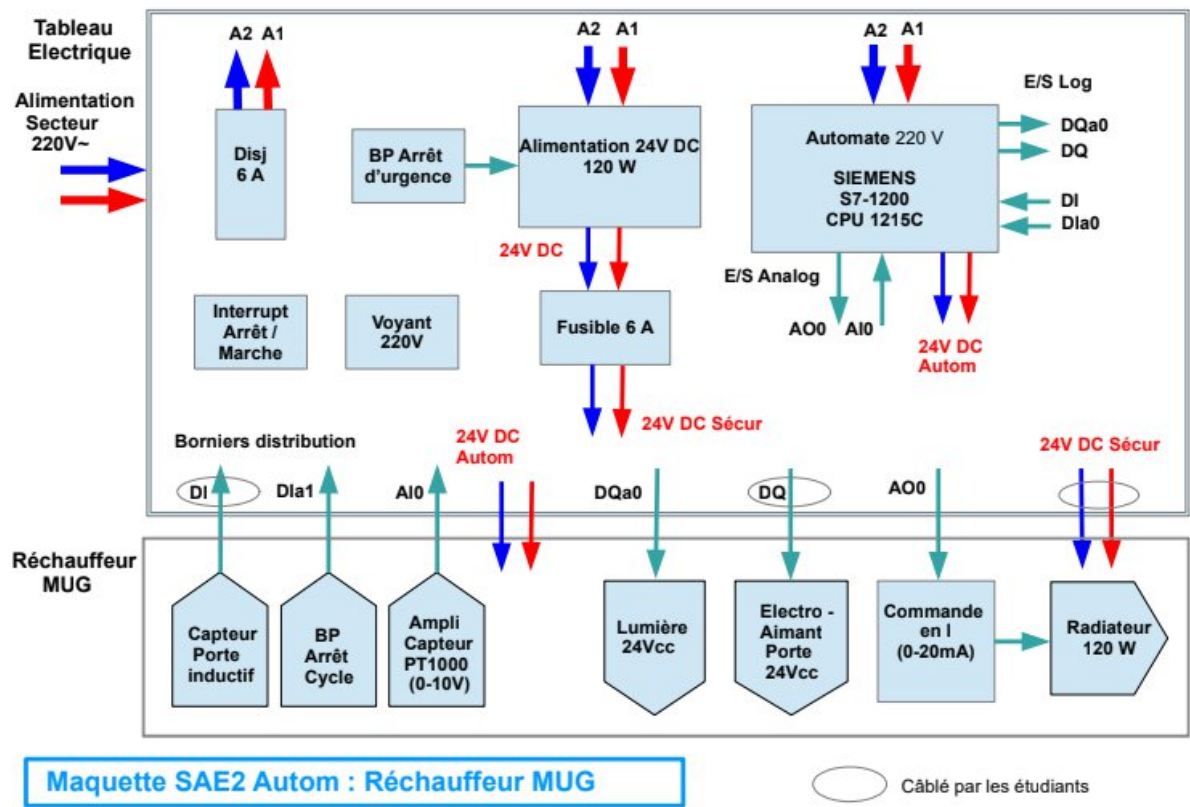 Tableau
Electrique
Alimentation
Secteur
220V~
A2 A1
Disj
6 A
BP Arrêt
d'urgence
A2 A1
Alimentation 24V DC
120 W
24V DC
Fusible 6 A
24V DC Sécur
A2 A1
Automate 220 V
SIEMENS
S7-1200
CPU 1215C
E/S Log
DQa0
DQ
DI
DIa0
E/S Analog
AO0 AI0
24V DC
Autom
Interrupt
Arrêt /
Marche
Voyant
220V
Borniers distribution
DI
DIa1
AI0
24V DC
Autom
DQa0
DQ
AO0
24V DC Sécur
Réchauffeur
MUG
Capteur
Porte
inductif
BP
Arrêt
Cycle
Ampli
Capteur
PT1000
(0-10V)
Lumière
24Vcc
Electro -
Aimant
Porte
24Vcc
Commande
en I
(0-20mA)
Radiateur
120 W
Maquette SAE2 Autom : Réchauffeur MUG
Câblé par les étudiants